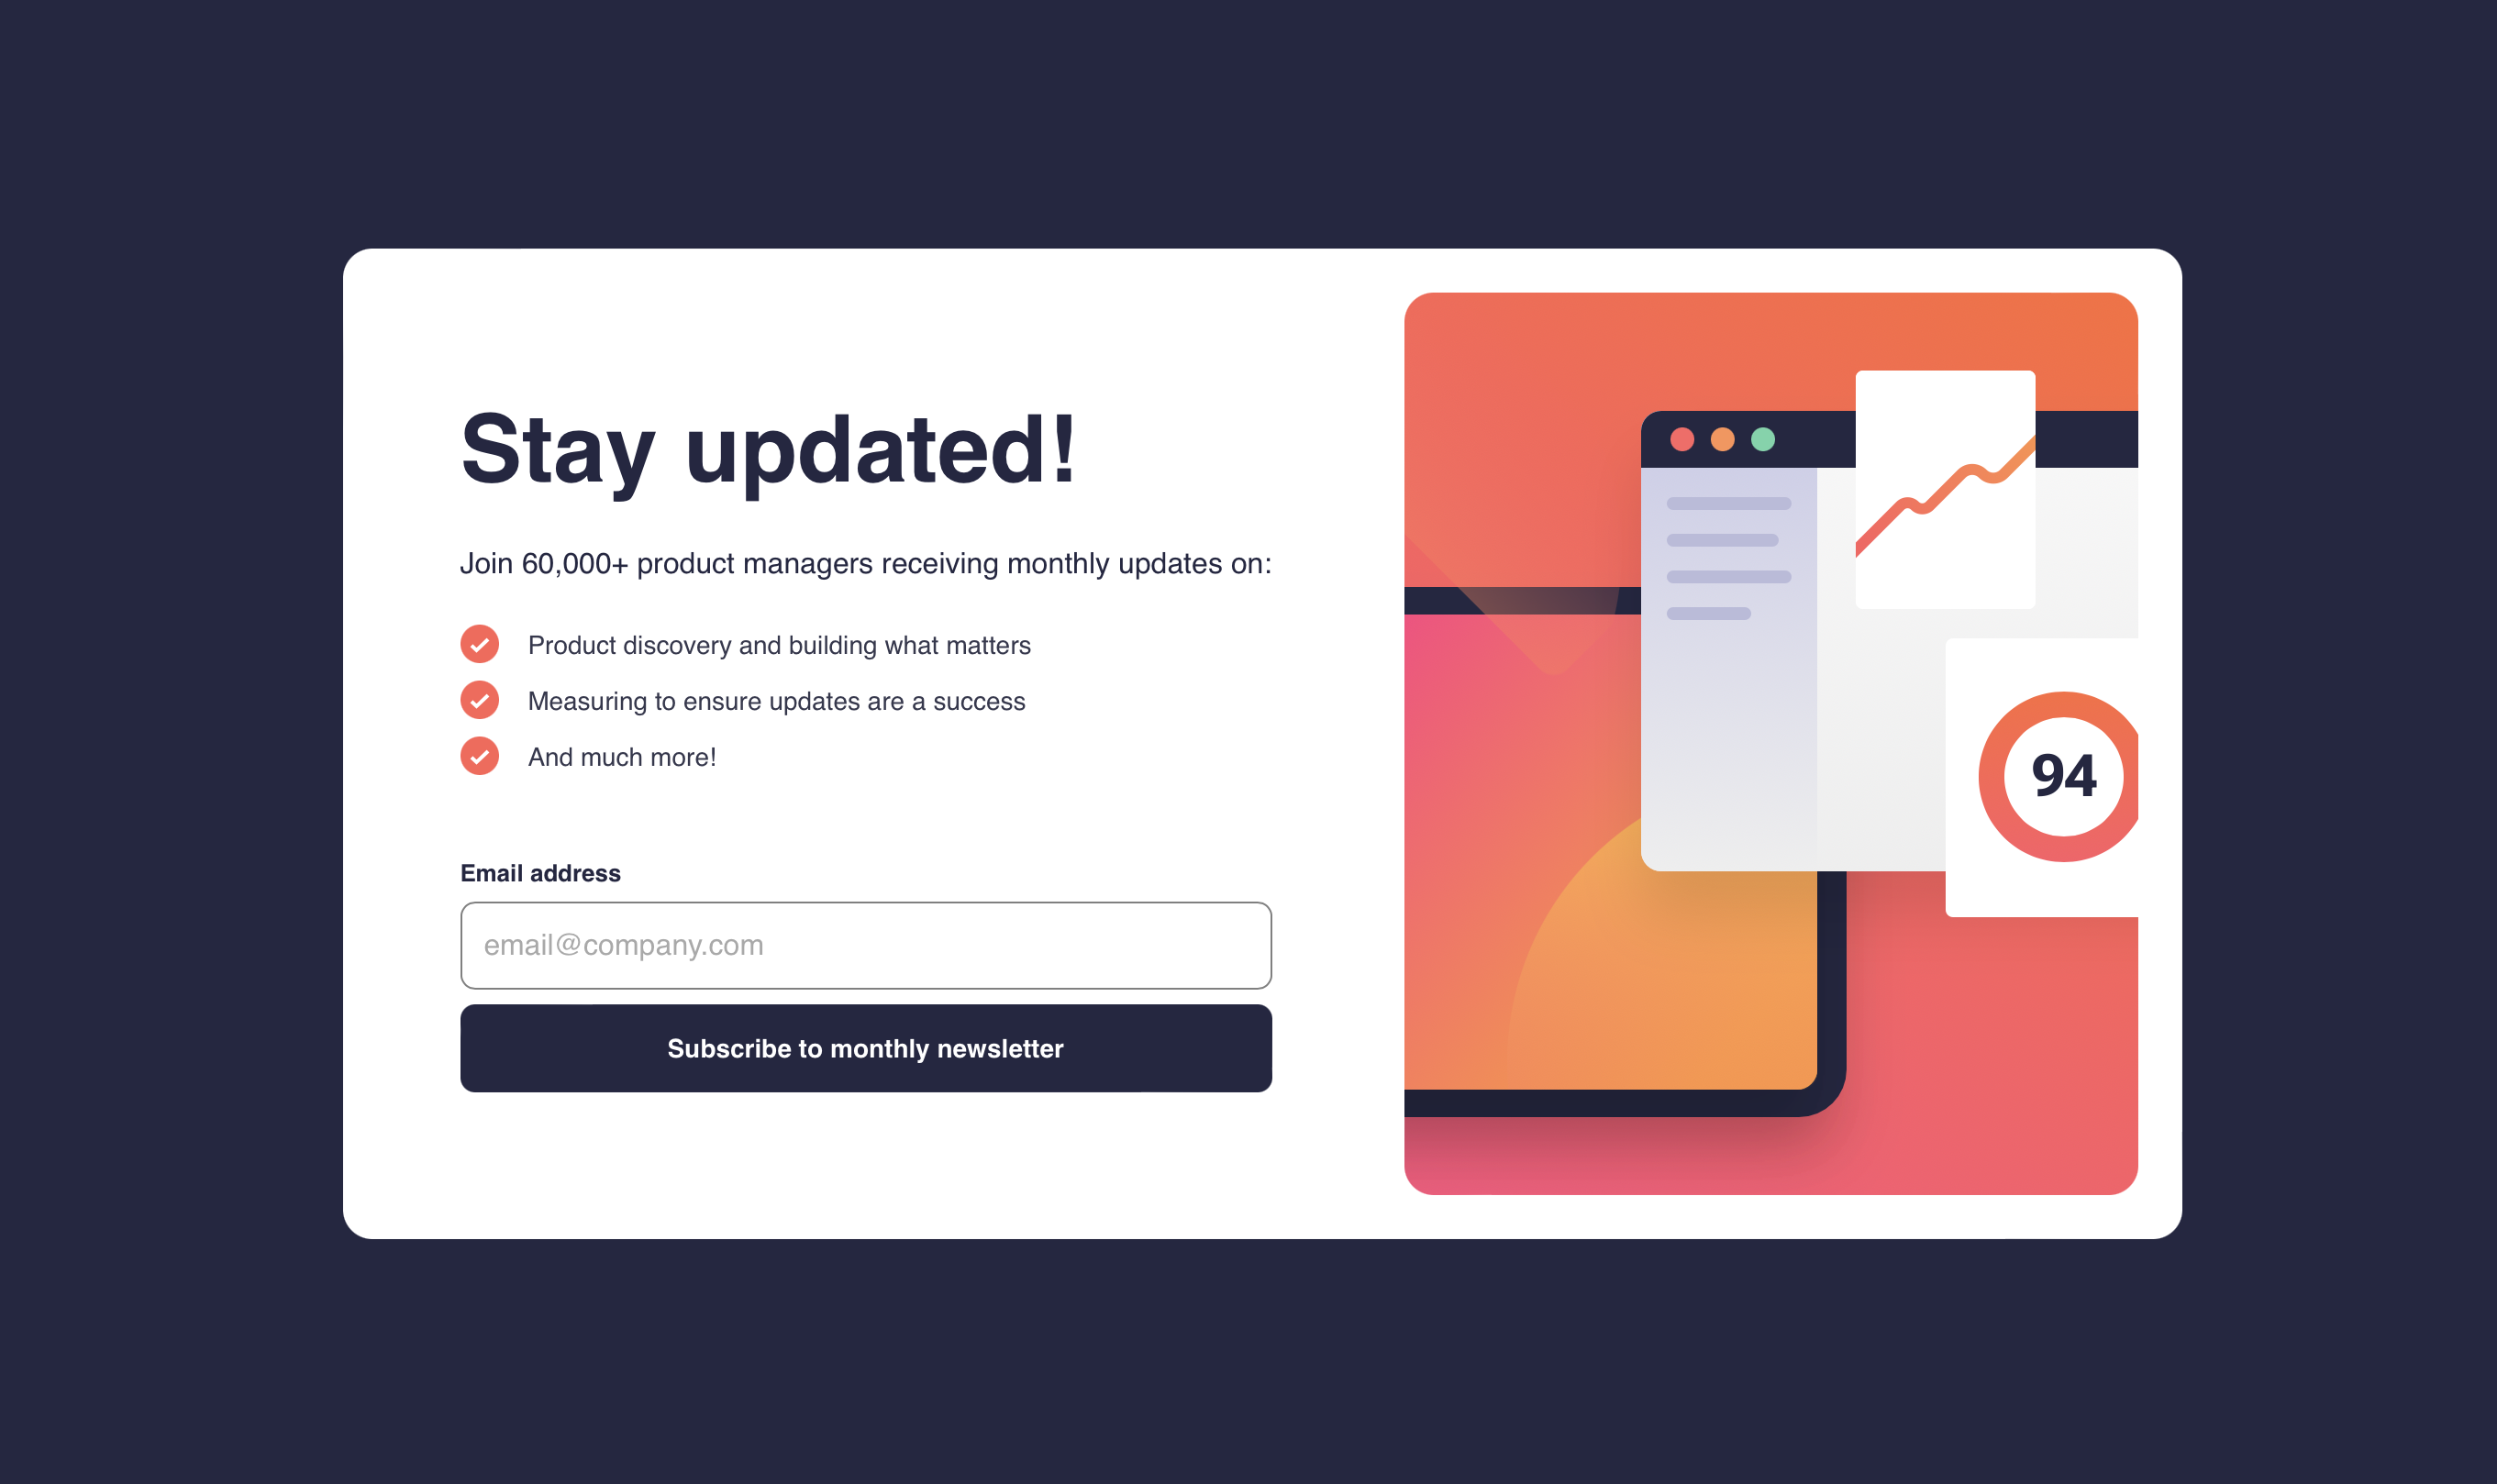 Stay updated!
Join 60,000+ product managers receiving monthly updates on:
Product discovery and building what matters
Measuring to ensure updates are a success
And much more!
Email address
email@company.com
Subscribe to monthly newsletter
94